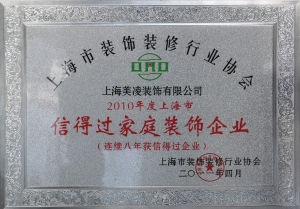 上海市装饰装修行业协会
上海美凌装饰有限公司
2010年度上海市
信得过家庭装饰企业
（连续八年获信得过企业）
上海市装饰装修行业协会
二〇一一年四月